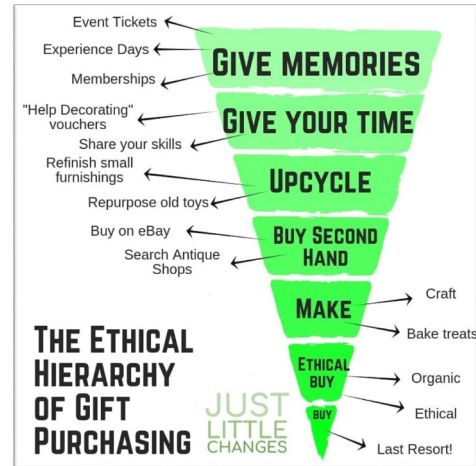 Event Tickets
Experience Days
Memberships
GIVE MEMORIES
"Help Decorating"
vouchers
Share your skills
GIVE YOUR TIME
Refinish small
furnishings
Repurpose old toys
UPCYCLE
Buy on eBay
Search Antique
Shops
BUY SECOND
HAND
MAKE
Craft
Bake treats
ETHICAL
BUY
Organic
Ethical
BUY
Last Resort!
THE ETHICAL
HIERARCHY
OF GIFT
PURCHASING
JUST
LITTLE
CHANGES